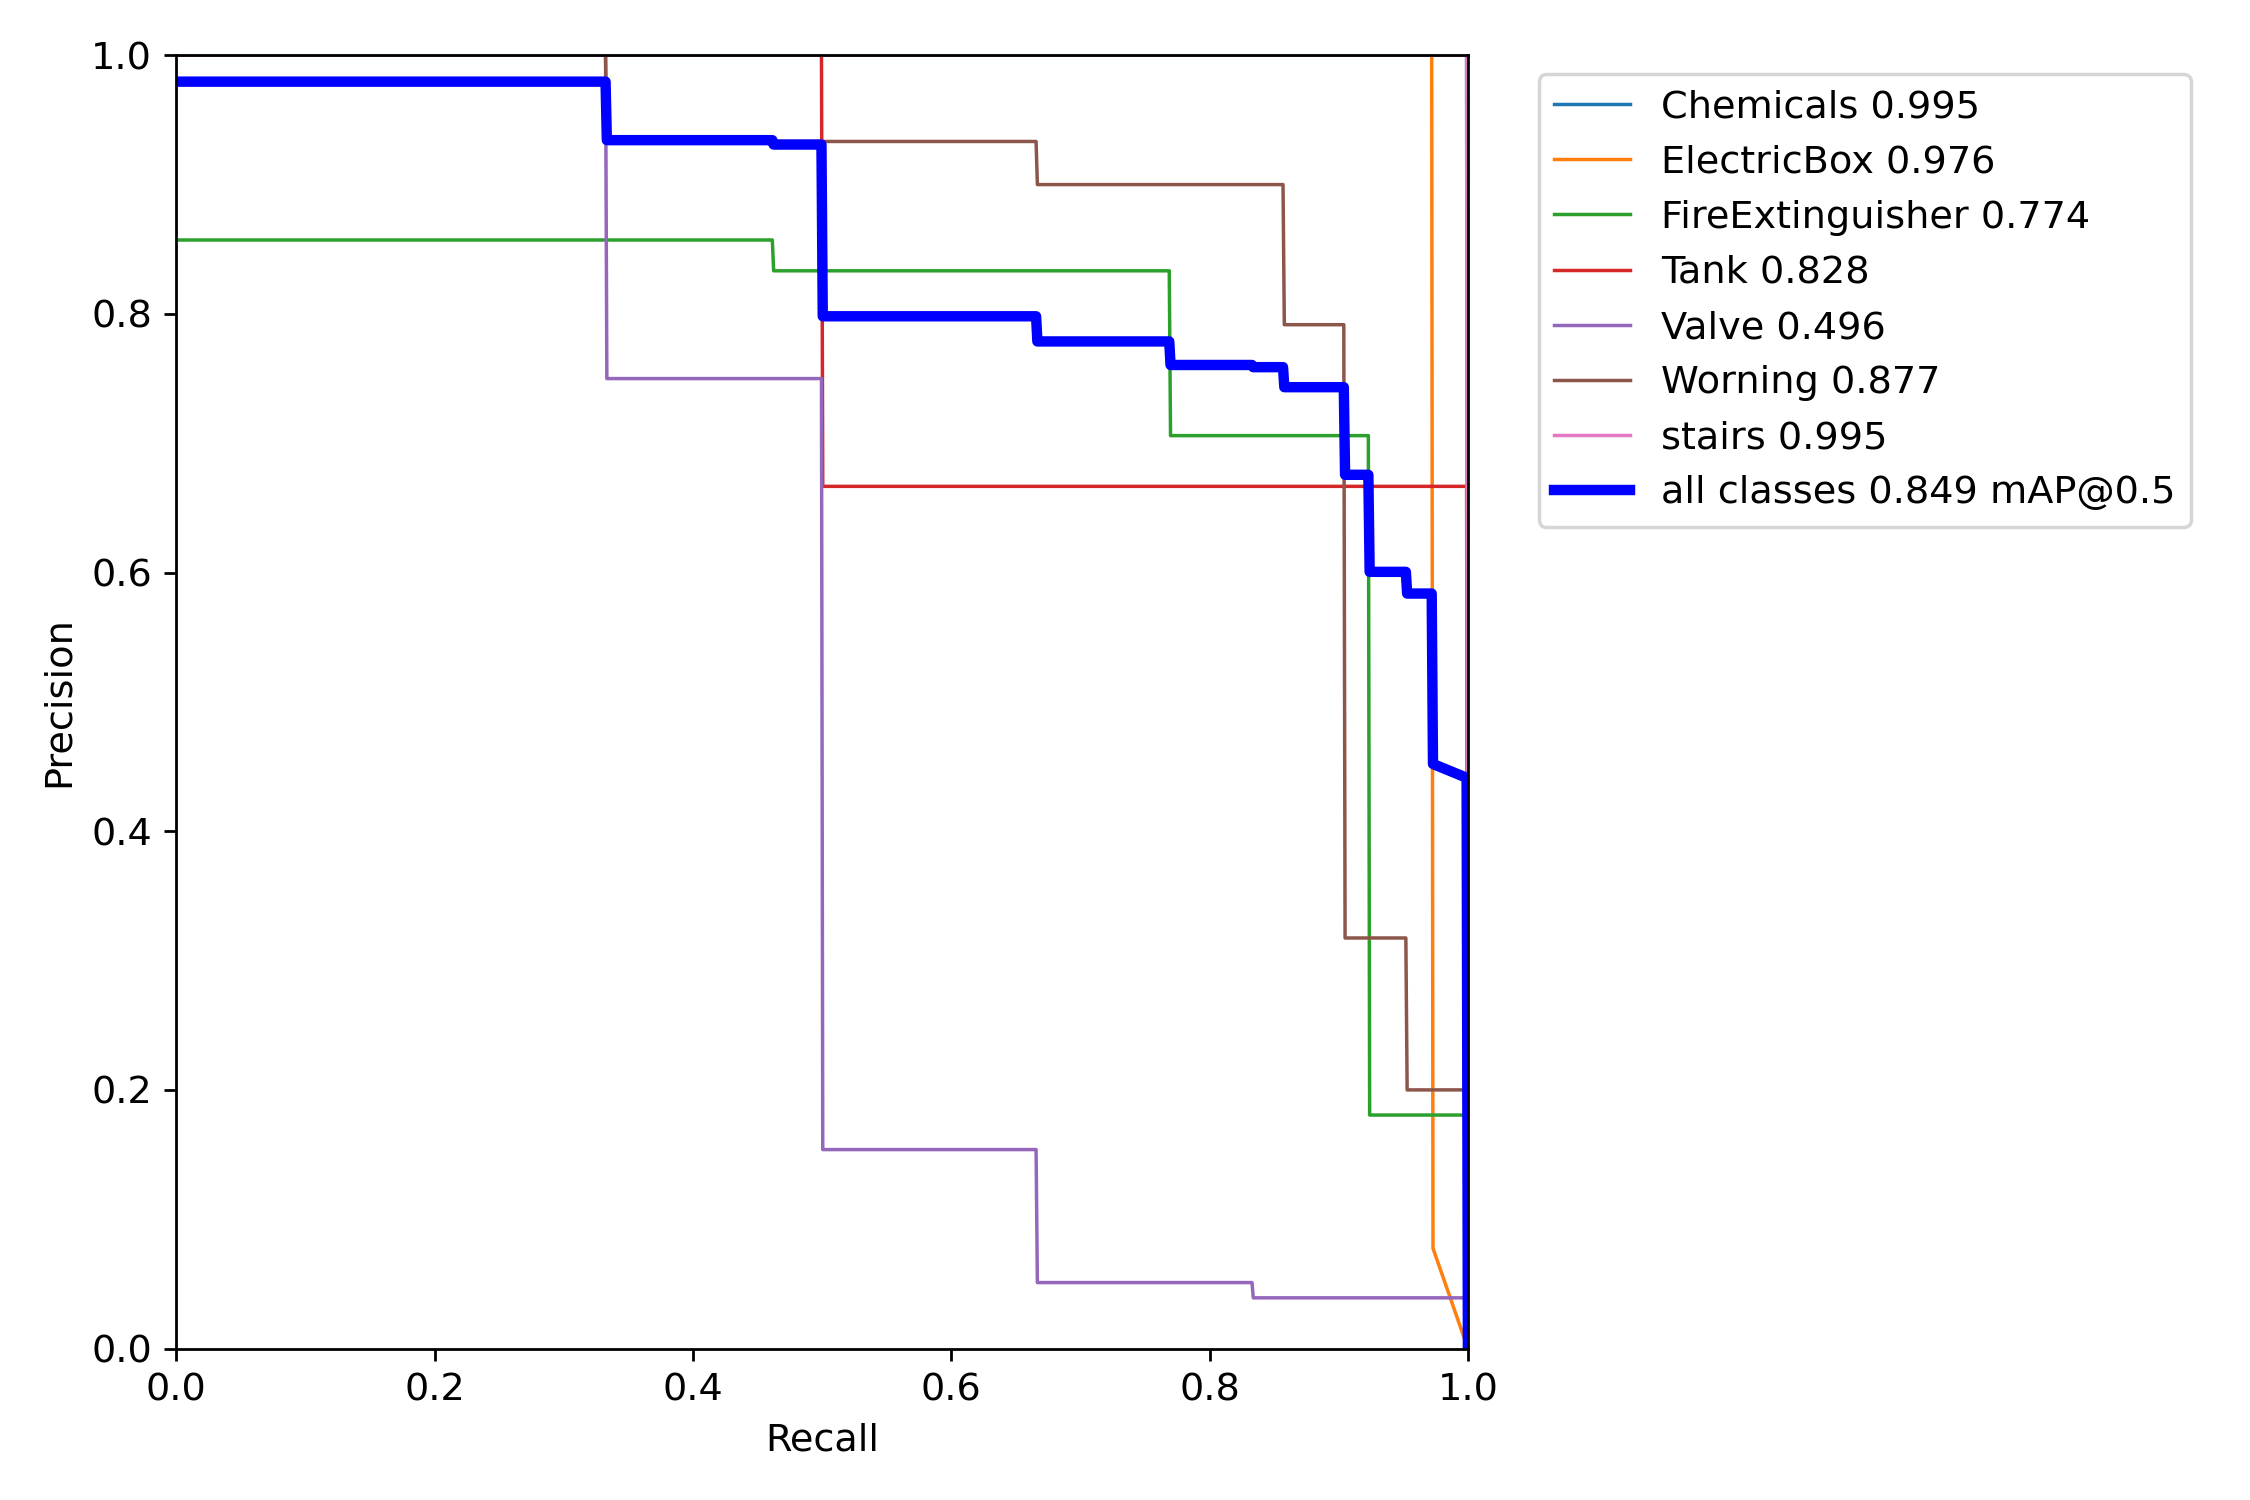 1.0
0.8
0.6
0.4
0.2
0.0
Precision
0.0 0.2 0.4 0.6 0.8 1.0
Recall
Chemicals 0.995
ElectricBox 0.976
FireExtinguisher 0.774
Tank 0.828
Valve 0.496
Worning 0.877
stairs 0.995
all classes 0.849 mAP@0.5